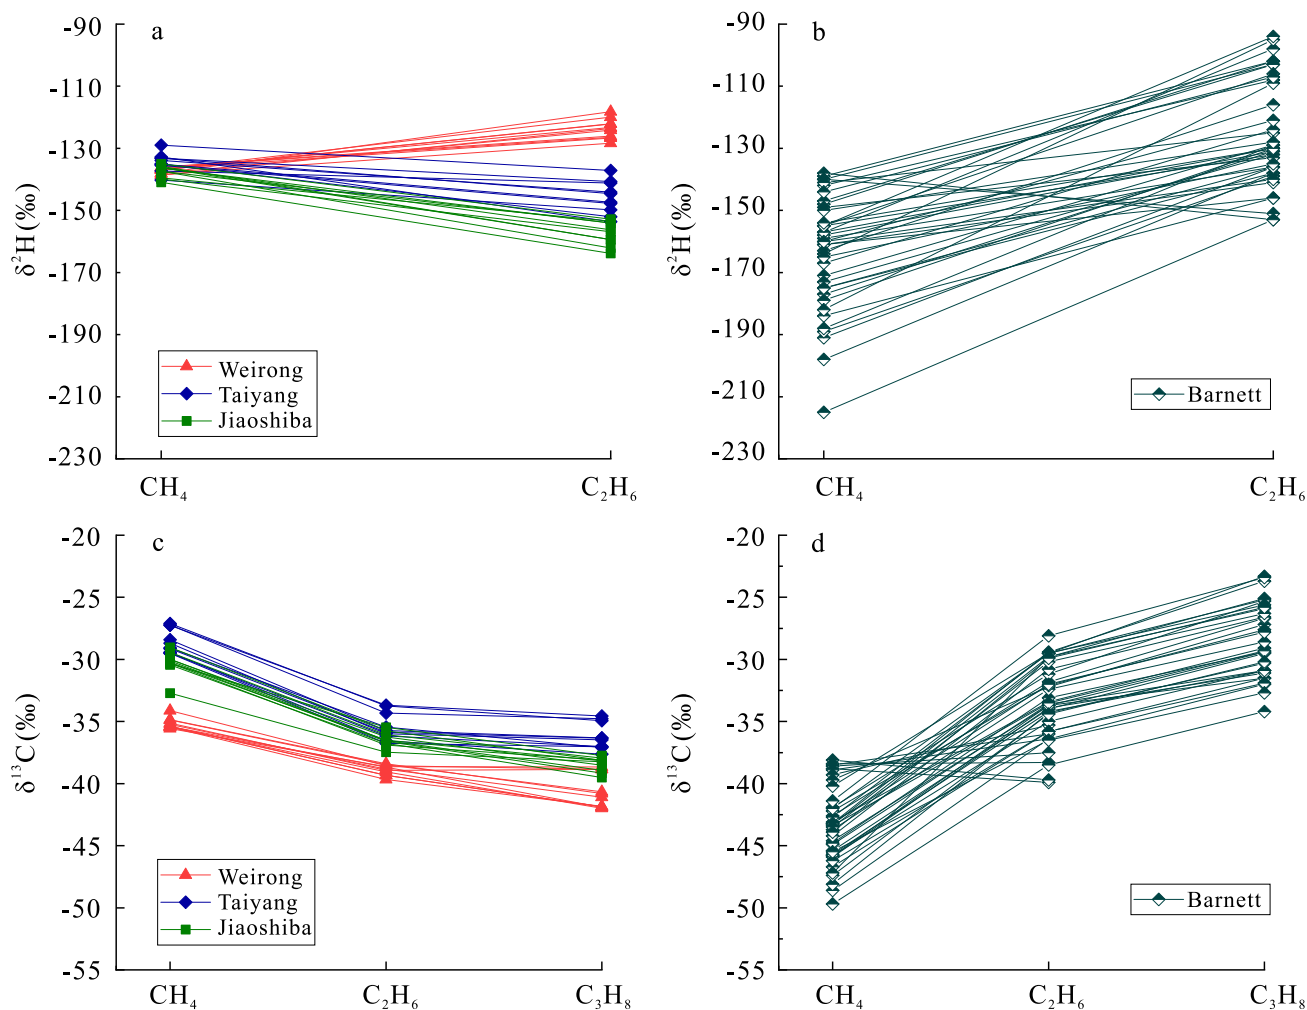 a
-90
-110
-130
-150
-170
-190
-210
-230
δ²H(‰)
Weirong
Taiyang
Jiaoshiba
CH₄
C₂H₆
b
-90
-110
-130
-150
-170
-190
-210
-230
δ²H(‰)
Barnett
CH₄
C₂H₆
c
-20
-25
-30
-35
-40
-45
-50
-55
δ¹³C(‰)
Weirong
Taiyang
Jiaoshiba
CH₄
C₂H₆
C₃H₈
d
-20
-25
-30
-35
-40
-45
-50
-55
δ¹³C(‰)
Barnett
CH₄
C₂H₆
C₃H₈